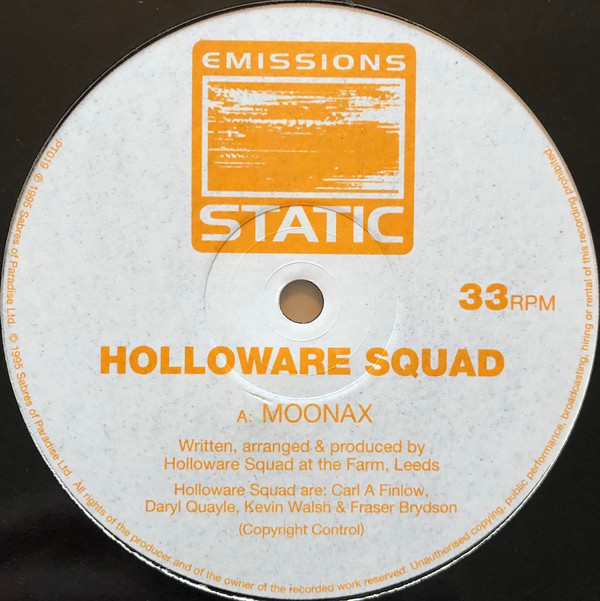 EMISSIONS
STATIC
33RPM
HOLLOWARE SQUAD
A: MOONAX
Written, arranged & produced by
Holloware Squad at the Farm, Leeds
Holloware Squad are: Carl A Finlow,
Daryl Quayle, Kevin Walsh & Fraser Brydson
(Copyright Control)
PT019 ℗ 1995 Sabres of Paradise Ltd. © 1995 Sabres of Paradise Ltd All rights of the producer and of the owner of the recorded work reserved. Unauthorised copying, public performance, broadcasting, hiring or rental of this recording prohibited